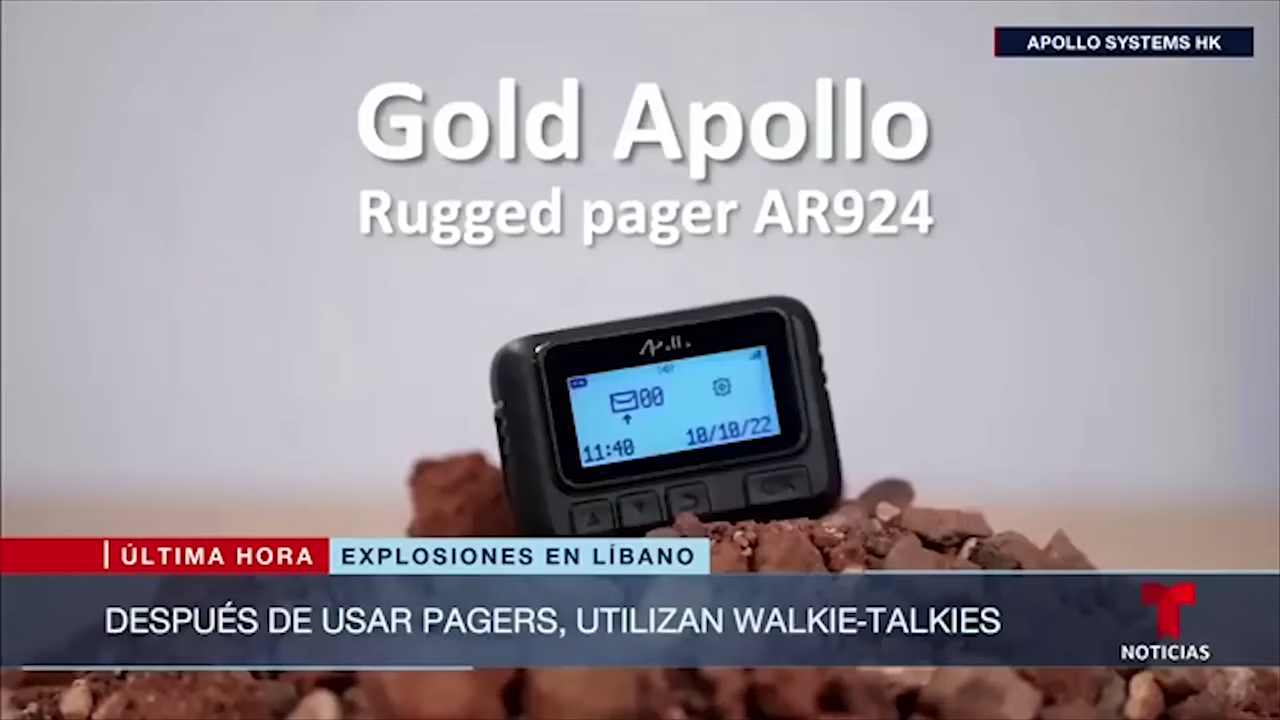 APOLLO SYSTEMS HK
Gold Apollo
Rugged pager AR924
00
11:40
10/10/22
OK
ÚLTIMA HORA
EXPLOSIONES EN LÍBANO
DESPUÉS DE USAR PAGERS, UTILIZAN WALKIE-TALKIES
NOTICIAS